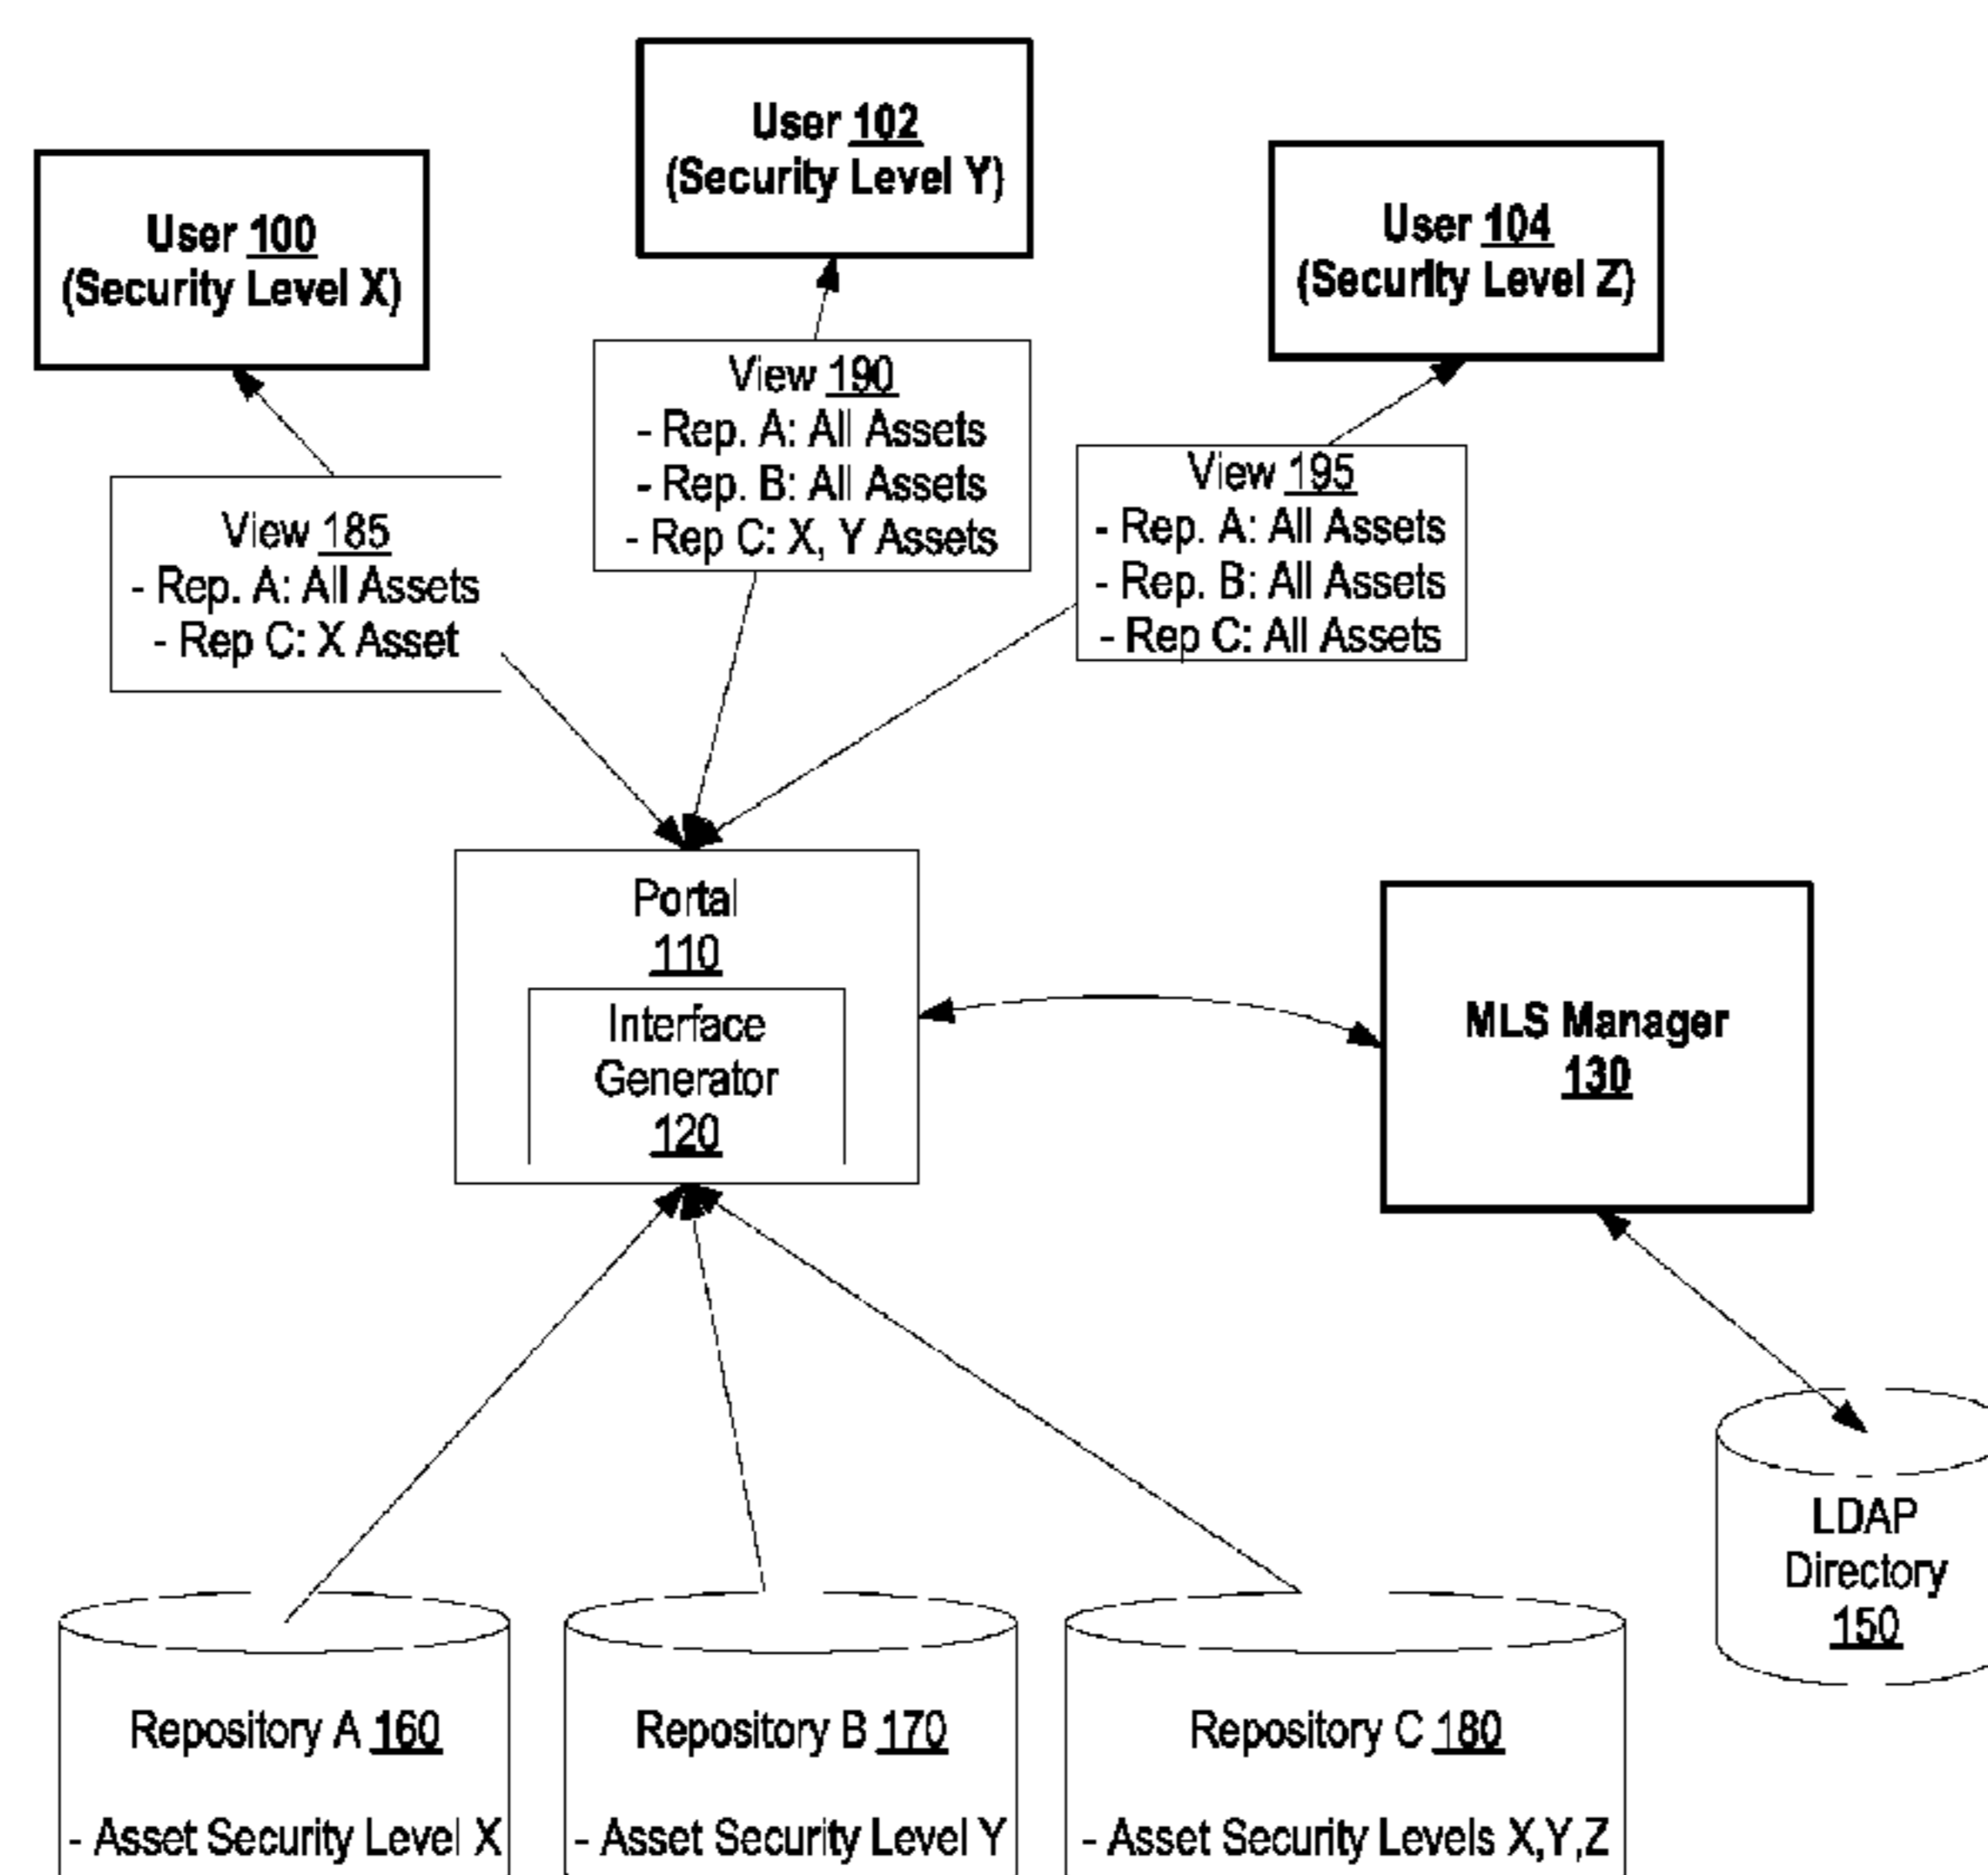 User 102
(Security Level Y)
User 100
(Security Level X)
User 104
(Security Level Z)
View 190
- Rep. A: All Assets
- Rep. B: All Assets
- Rep C: X, Y Assets
View 195
- Rep. A: All Assets
- Rep. B: All Assets
- Rep C: All Assets
View 185
- Rep. A: All Assets
- Rep C: X Asset
Portal
110
Interface
Generator
120
MLS Manager
130
LDAP
Directory
150
Repository A 160
- Asset Security Level X
Repository B 170
- Asset Security Level Y
Repository C 180
- Asset Security Levels X,Y,Z